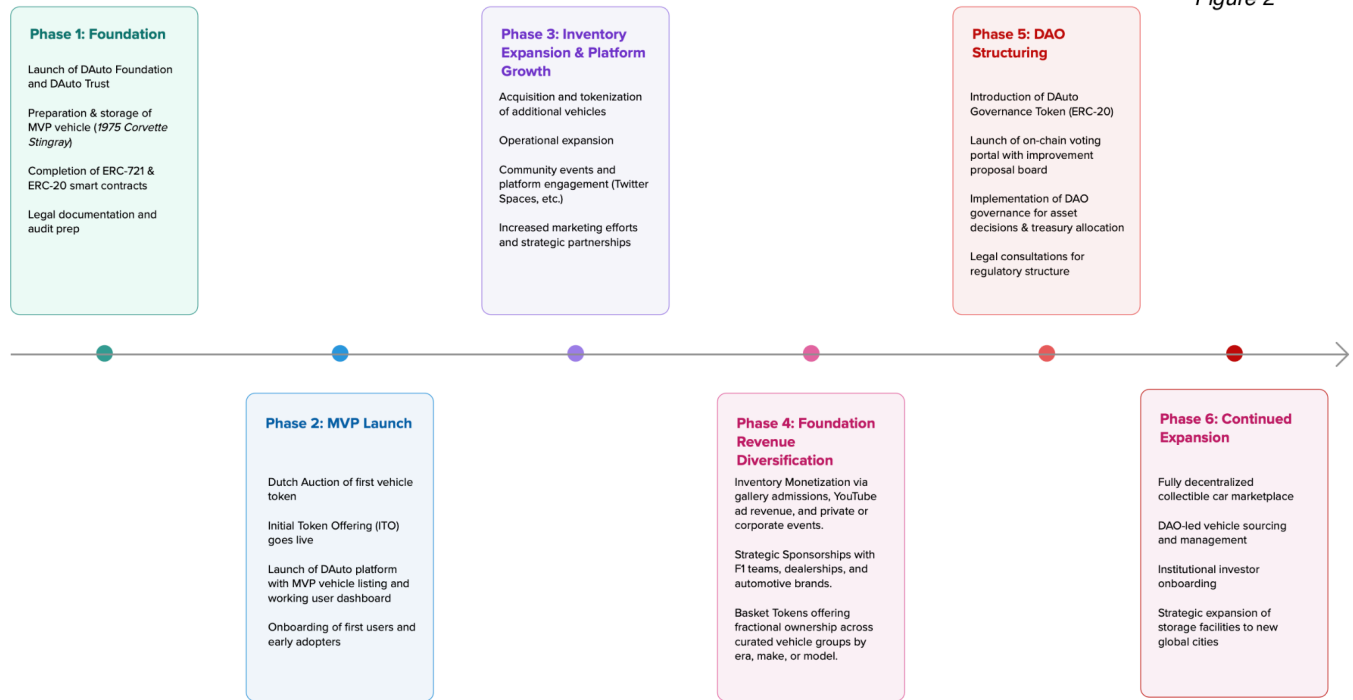 Figure 2
Phase 1: Foundation
Launch of DAuto Foundation
and DAuto Trust
Preparation & storage of
MVP vehicle (1975 Corvette
Stingray)
Completion of ERC-721 &
ERC-20 smart contracts
Legal documentation and
audit prep
Phase 2: MVP Launch
Dutch Auction of first vehicle
token
Initial Token Offering (ITO)
goes live
Launch of DAuto platform
with MVP vehicle listing and
working user dashboard
Onboarding of first users and
early adopters
Phase 3: Inventory
Expansion & Platform
Growth
Acquisition and tokenization
of additional vehicles
Operational expansion
Community events and
platform engagement (Twitter
Spaces, etc.)
Increased marketing efforts
and strategic partnerships
Phase 4: Foundation
Revenue
Diversification
Inventory Monetization via
gallery admissions, YouTube
ad revenue, and private or
corporate events.
Strategic Sponsorships with
F1 teams, dealerships, and
automotive brands.
Basket Tokens offering
fractional ownership across
curated vehicle groups by
era, make, or model.
Phase 5: DAO
Structuring
Introduction of DAuto
Governance Token (ERC-20)
Launch of on-chain voting
portal with improvement
proposal board
Implementation of DAO
governance for asset
decisions & treasury allocation
Legal consultations for
regulatory structure
Phase 6: Continued
Expansion
Fully decentralized
collectible car marketplace
DAO-led vehicle sourcing
and management
Institutional investor
onboarding
Strategic expansion of
storage facilities to new
global cities